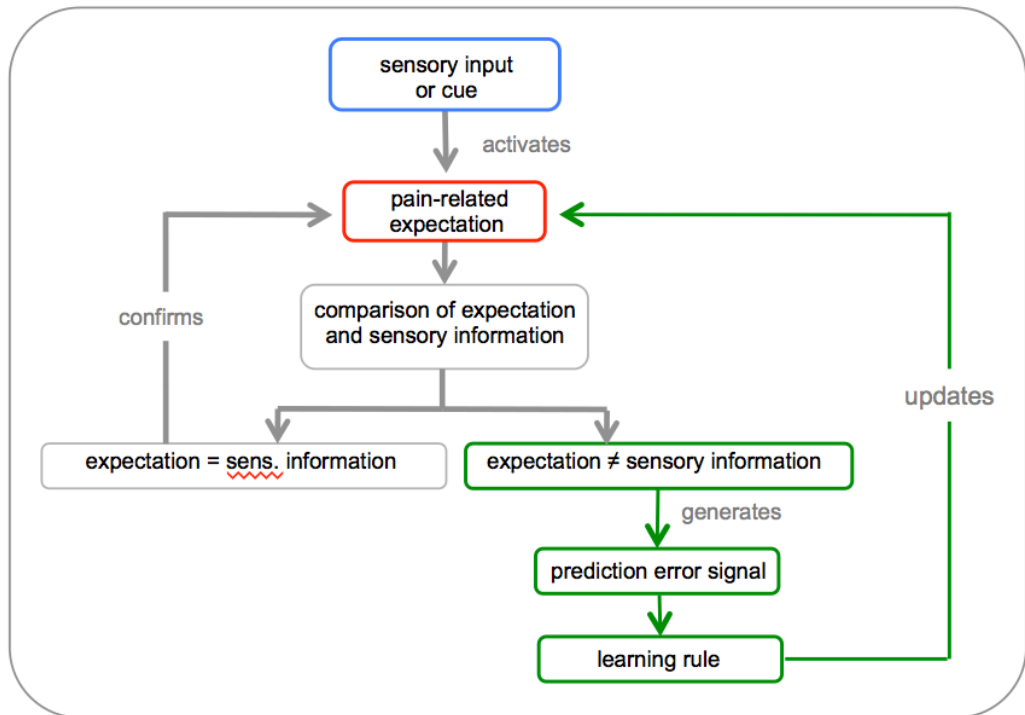 sensory input
or cue
activates
pain-related
expectation
comparison of expectation
and sensory information
confirms
updates
expectation = sens. information
expectation ≠ sensory information
generates
prediction error signal
learning rule